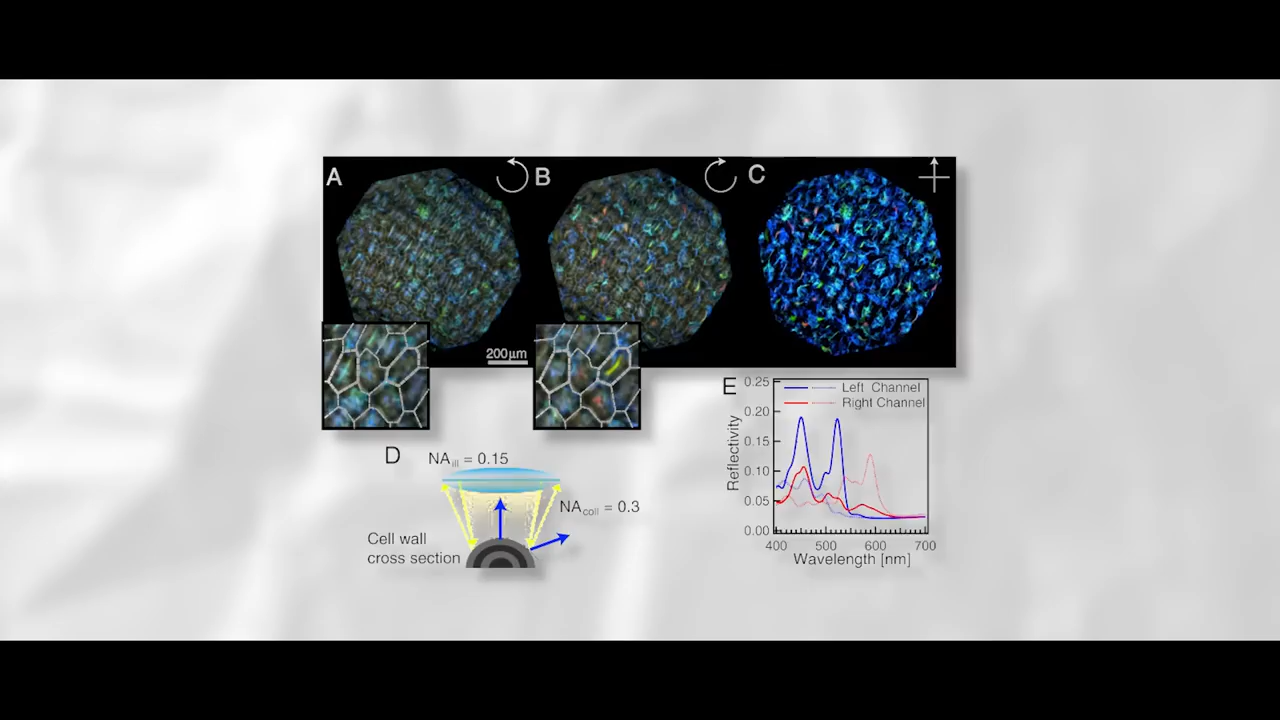 A
B
C
200μm
D
NAill = 0.15
NAcoll = 0.3
Cell wall
cross section
E
Left Channel
Right Channel
0.25
0.20
0.15
0.10
0.05
0.00
Reflectivity
400 500 600 700
Wavelength [nm]